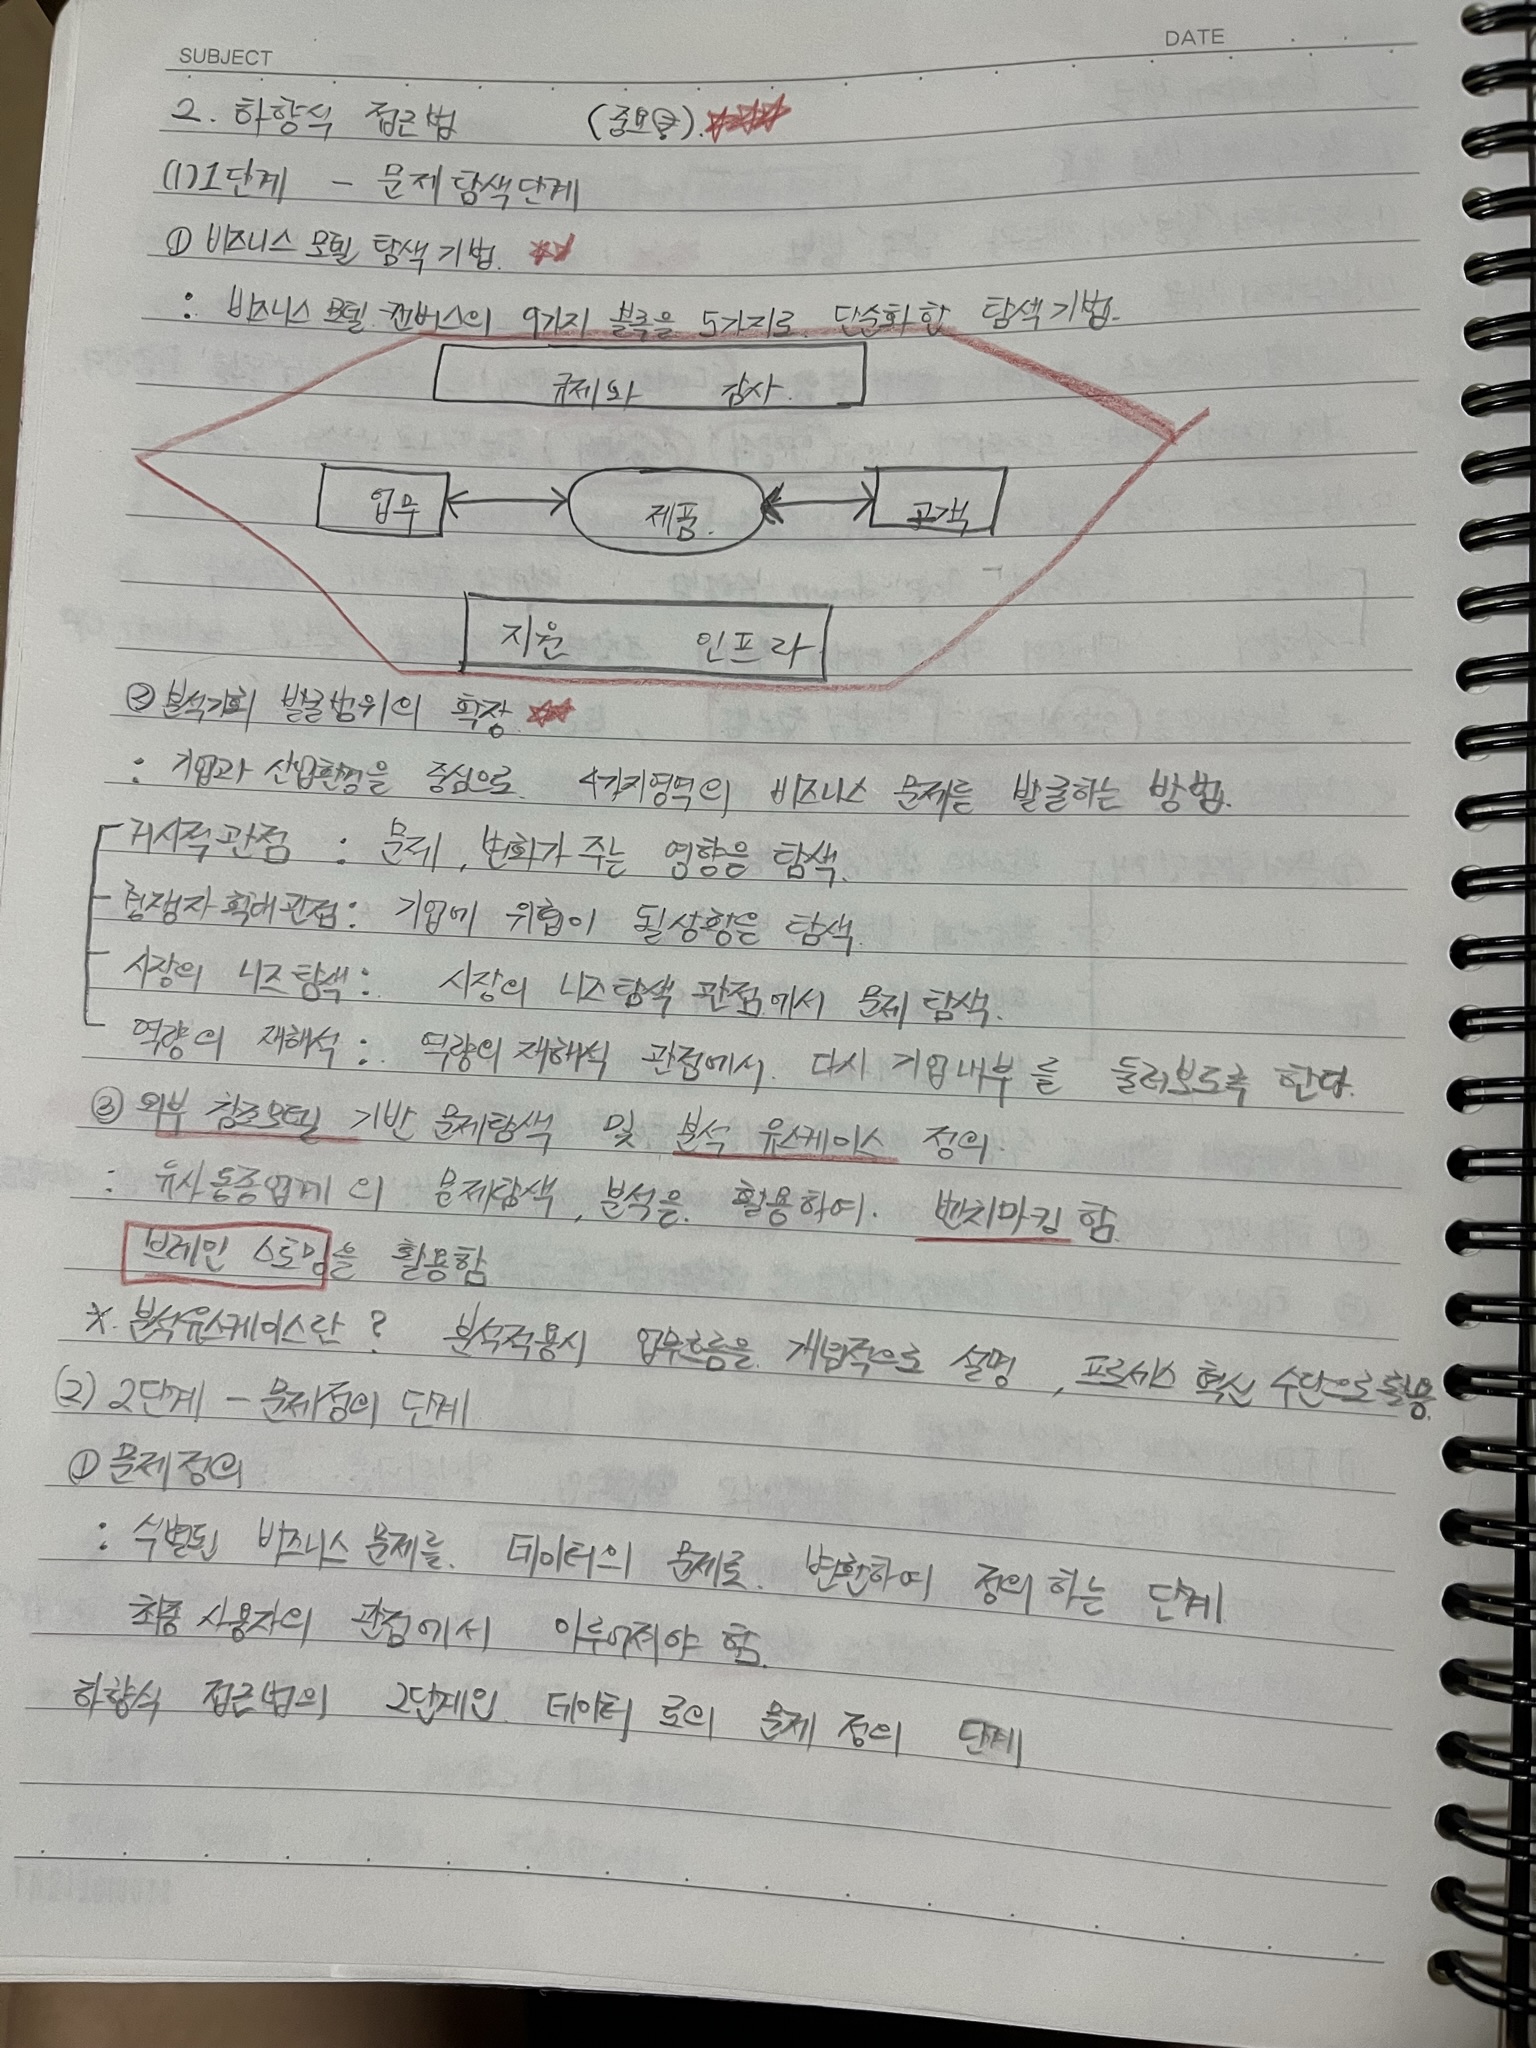 SUBJECT
DATE
2. 하향식 접근법 (중요)
(1) 1단계 - 문제탐색단계
① 비즈니스 모델 탐색기법.
: 비즈니스 모델 캔버스의 9가지 블록을 5가지로 단순화함 탐색기법.
규제와 감사
업무
제품.
고객
지원 인프라
② 분석기회 발굴범위의 확장
: 기업과 산업환경을 중심으로 4가지영역의 비즈니스 문제를 발굴하는 방법.
거시적관점 : 문제, 변화가 주는 영향을 탐색.
경쟁자 확대관점 : 기업에 위협이 될 상황을 탐색.
시장의 니즈탐색 : 시장의 니즈탐색 관점에서 문제탐색.
역량의 재해석 : 역량의 재해석 관점에서 다시 기업내부를 둘러보도록 한다.
③ 외부 참조모델 기반 문제탐색 및 분석 유스케이스 정의.
: 유사동종업계의 문제탐색, 분석을 활용하여. 벤치마킹함
브레인 스토밍을 활용함
※ 분석유스케이스란? 분석적용시 업무흐름을 개념적으로 설명, 프로세스 혁신 수단으로 활용.
(2) 2단계 - 문제정의 단계
① 문제정의
: 식별된 비즈니스 문제를 데이터의 문제로 변환하여 정의하는 단계
최종 사용자의 관점에서 이루어져야 함.
하향식 접근법의 2단계인 데이터로의 문제 정의 단계